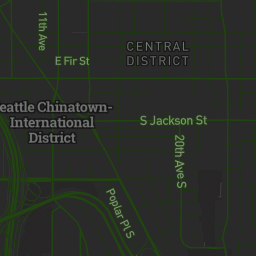 11th Ave
CENTRAL
DISTRICT
E Fir St
eattle Chinatown-
International
District
S Jackson St
20th Ave S
Poplar Pl S